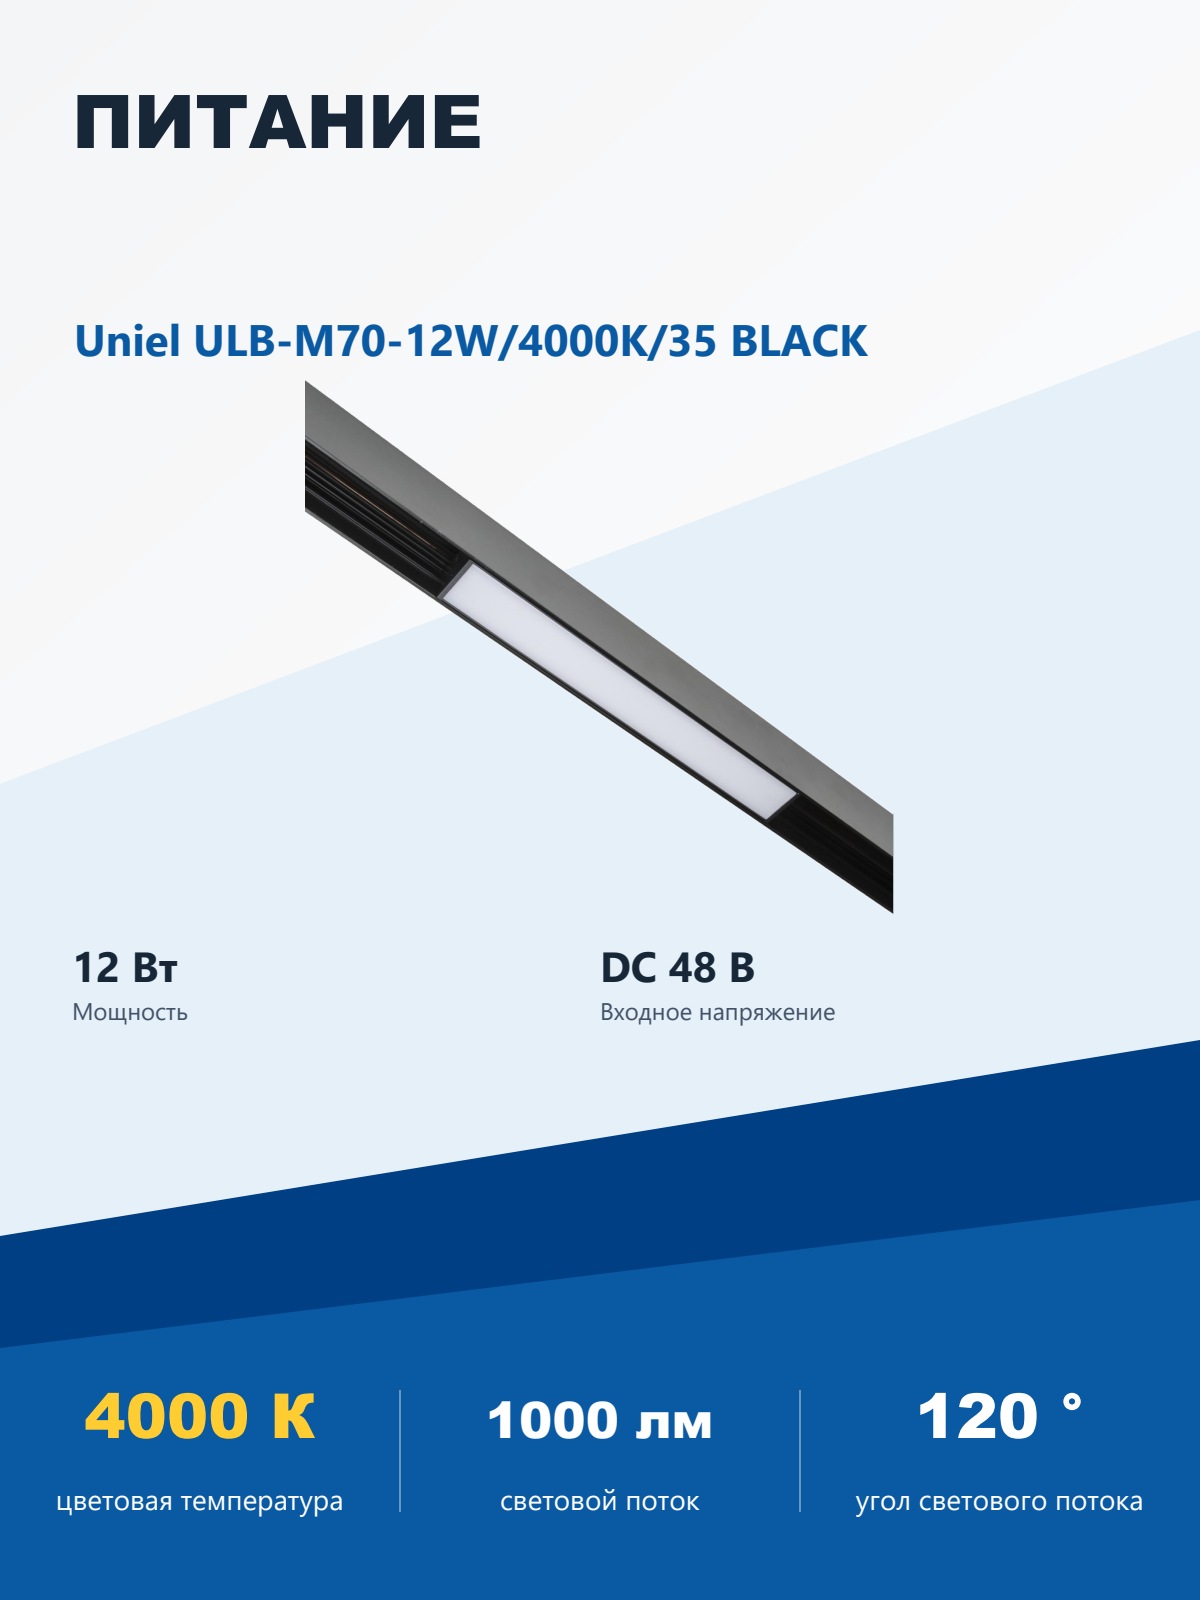 ПИТАНИЕ
Uniel ULB-M70-12W/4000K/35 BLACK
12 Вт
Мощность
DC 48 В
Входное напряжение
4000 К
цветовая температура
1000 лм
световой поток
120 °
угол светового потока